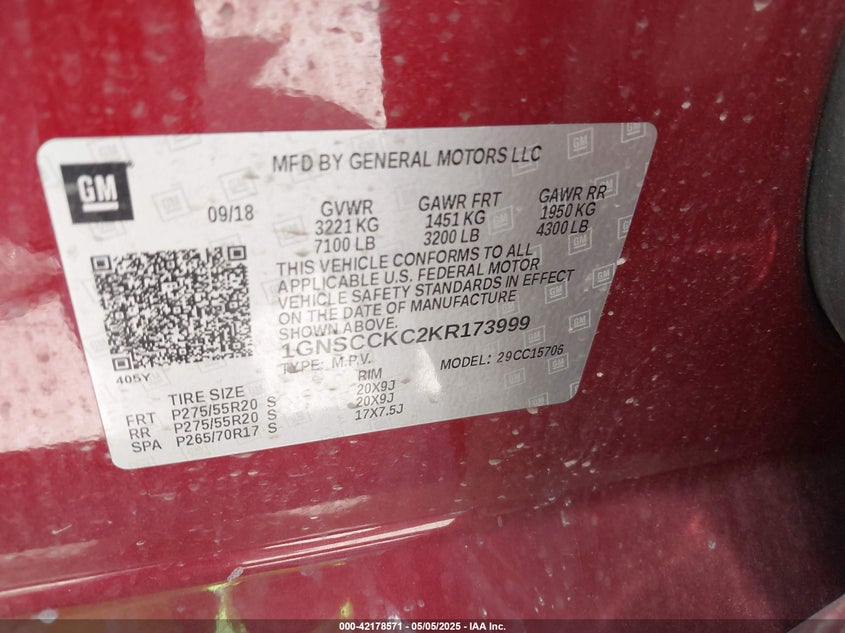 GM
MFD BY GENERAL MOTORS LLC
09/18
GVWR
3221 KG
7100 LB
GAWR FRT
1451 KG
3200 LB
GAWR RR
1950 KG
4300 LB
THIS VEHICLE CONFORMS TO ALL
APPLICABLE U.S. FEDERAL MOTOR
VEHICLE SAFETY STANDARDS IN EFFECT
ON THE DATE OF MANUFACTURE
SHOWN ABOVE.
1GNSCCKC2KR173999
TYPE: M.P.V. MODEL: 29CC15706
405Y
TIRE SIZE RIM
FRT P275/55R20 S 20X9J
RR P275/55R20 S 20X9J
SPA P265/70R17 S 17X7.5J
000-42178571 - 05/05/2025 - IAA Inc.